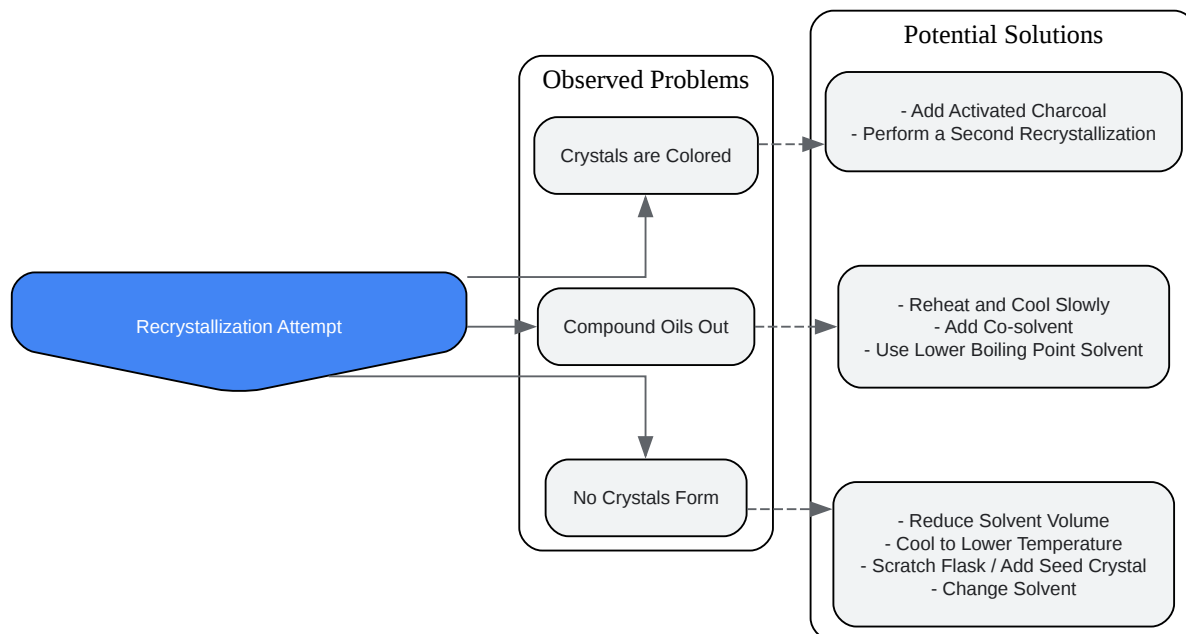 Recrystallization Attempt
Observed Problems
Crystals are Colored
Compound Oils Out
No Crystals Form
Potential Solutions
- Add Activated Charcoal
- Perform a Second Recrystallization
- Reheat and Cool Slowly
- Add Co-solvent
- Use Lower Boiling Point Solvent
- Reduce Solvent Volume
- Cool to Lower Temperature
- Scratch Flask / Add Seed Crystal
- Change Solvent